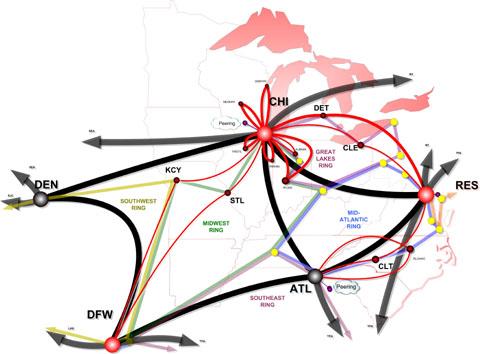 CHI
Peering
DET
CLE
GREAT
LAKES
RING
KCY
DEN
STL
SOUTHWEST
RING
MIDWEST
RING
RES
MID-
ATLANTIC
RING
CLT
ATL
Peering
SOUTHEAST
RING
DFW